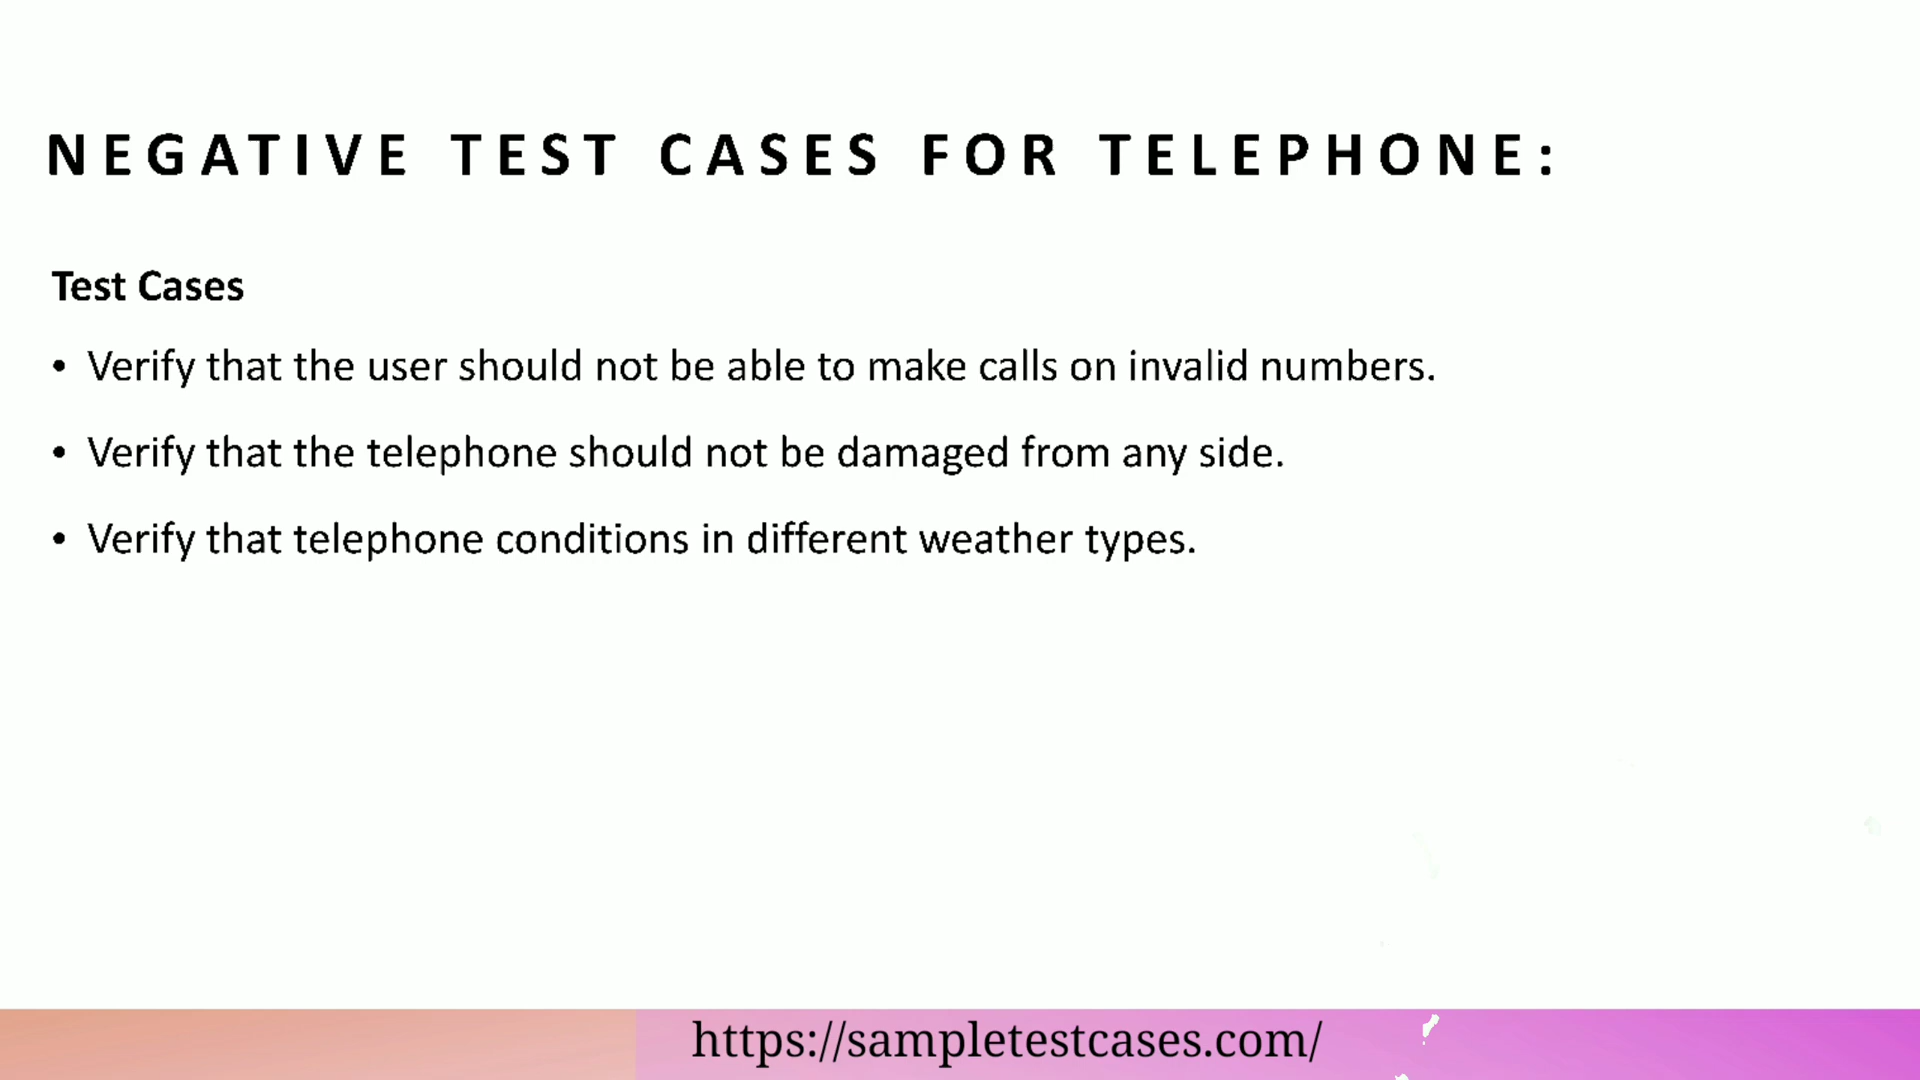 NEGATIVE TEST CASES FOR TELEPHONE:
Test Cases
• Verify that the user should not be able to make calls on invalid numbers.
• Verify that the telephone should not be damaged from any side.
• Verify that telephone conditions in different weather types.
https://sampletestcases.com/